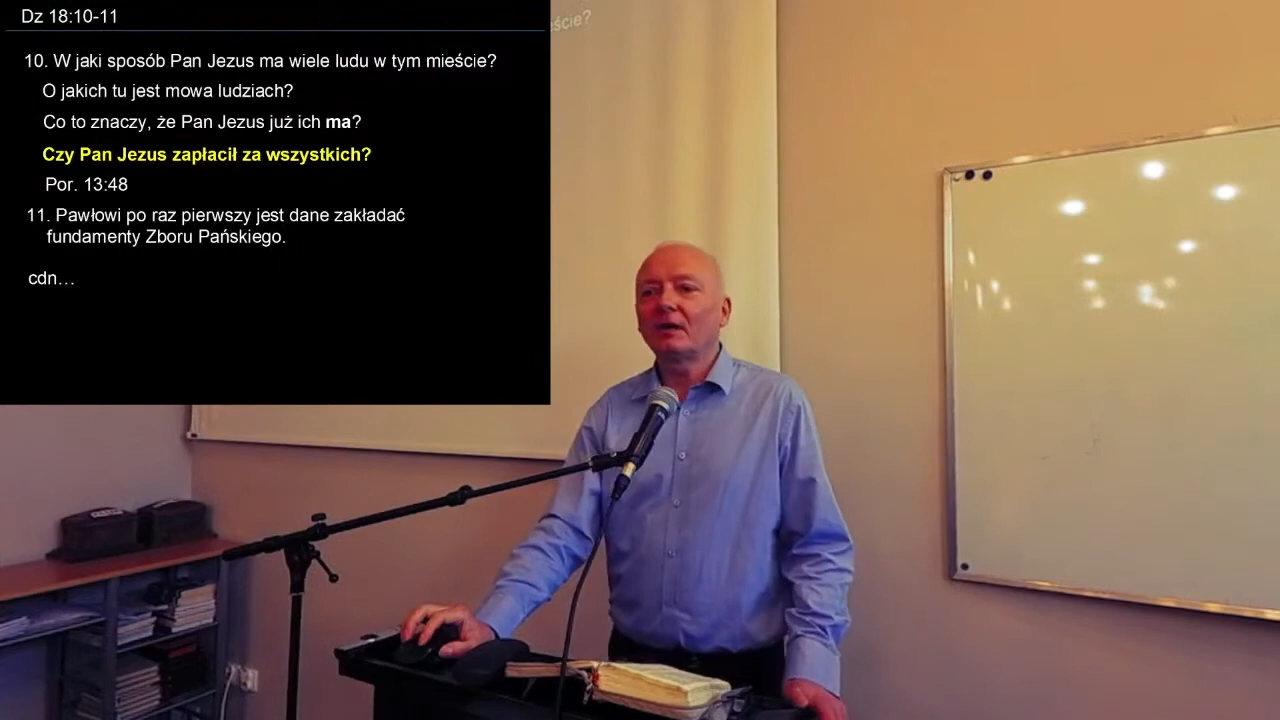 Dz 18:10-11
ście?
10. W jaki sposób Pan Jezus ma wiele ludu w tym mieście?
O jakich tu jest mowa ludziach?
Co to znaczy, że Pan Jezus już ich ma?
Czy Pan Jezus zapłacił za wszystkich?
Por. 13:48
11. Pawłowi po raz pierwszy jest dane zakładać
fundamenty Zboru Pańskiego.
cdn…